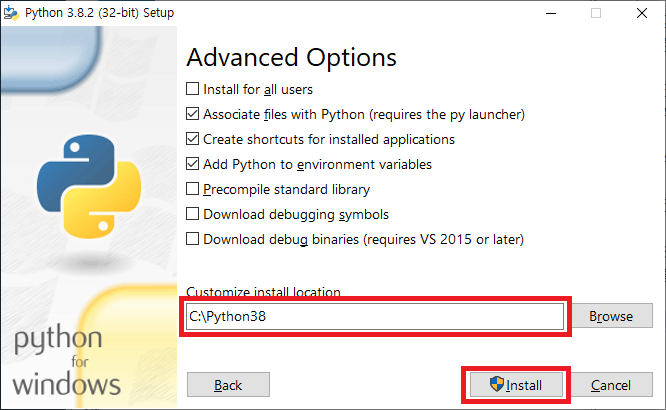 Python 3.8.2 (32-bit) Setup
Advanced Options
Install for all users
Associate files with Python (requires the py launcher)
Create shortcuts for installed applications
Add Python to environment variables
Precompile standard library
Download debugging symbols
Download debug binaries (requires VS 2015 or later)
Customize install location
C:\Python38
Browse
python
for
windows
Back
Install
Cancel